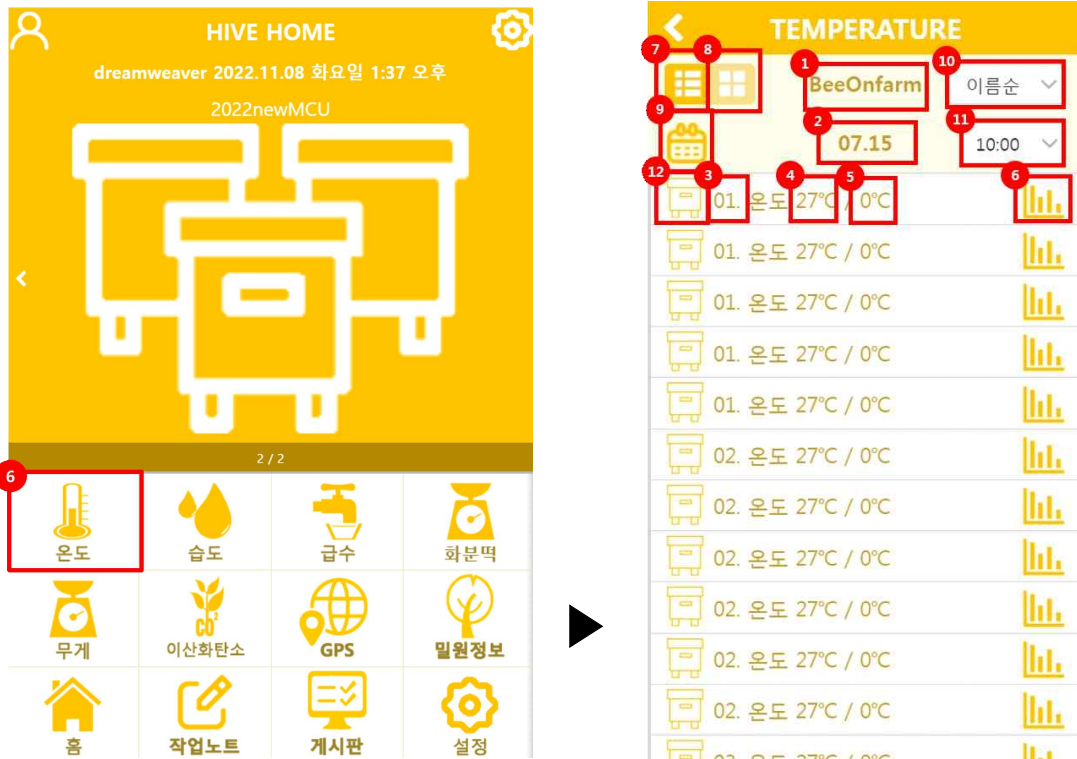 HIVE HOME
dreamweaver 2022.11.08 화요일 1:37 오후
2022newMCU
2 / 2
6
온도 습도 급수 화분떡
무게 이산화탄소 GPS 밀원정보
CO2
홈 작업노트 게시판 설정
TEMPERATURE
7 8 1 BeeOnfarm 10 이름순
9 2 07.15 11 10:00
12 3 4 5 6
01. 온도 27℃ / 0℃
01. 온도 27℃ / 0℃
01. 온도 27℃ / 0℃
01. 온도 27℃ / 0℃
01. 온도 27℃ / 0℃
02. 온도 27℃ / 0℃
02. 온도 27℃ / 0℃
02. 온도 27℃ / 0℃
02. 온도 27℃ / 0℃
02. 온도 27℃ / 0℃
02. 온도 27℃ / 0℃